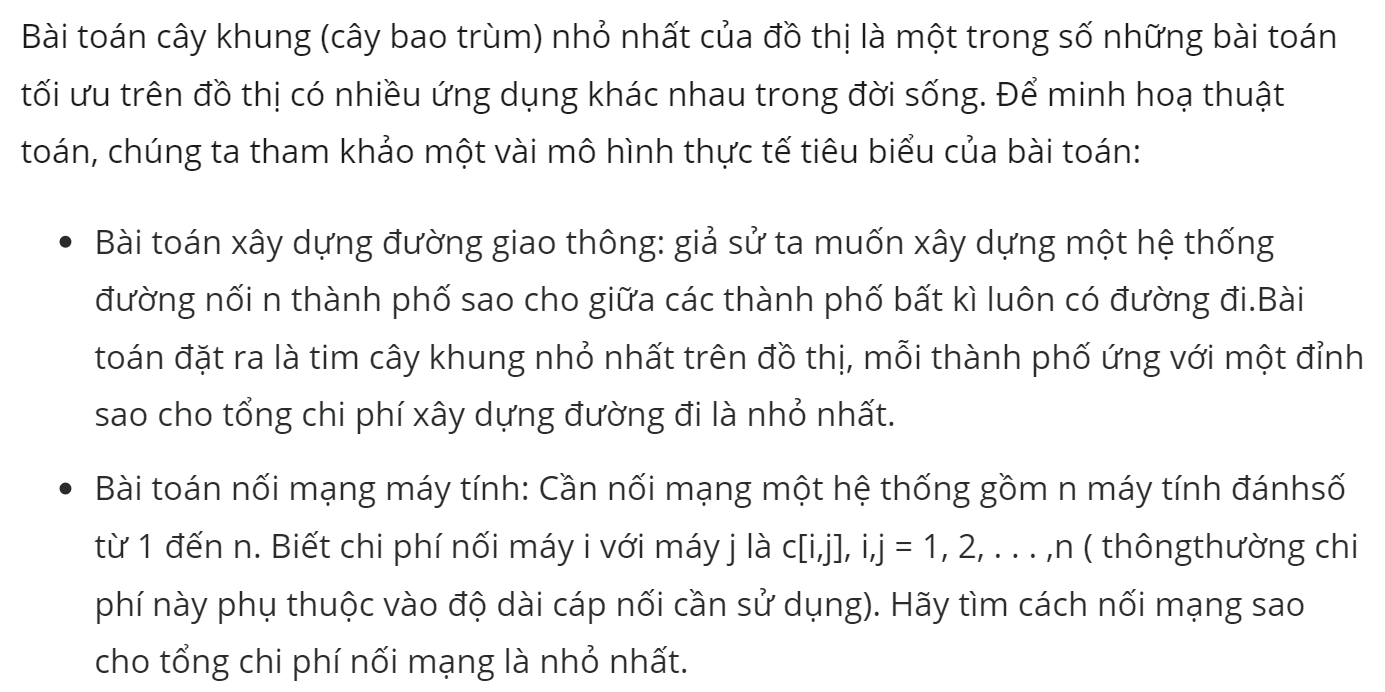 Bài toán cây khung (cây bao trùm) nhỏ nhất của đồ thị là một trong số những bài toán
tối ưu trên đồ thị có nhiều ứng dụng khác nhau trong đời sống. Để minh hoạ thuật
toán, chúng ta tham khảo một vài mô hình thực tế tiêu biểu của bài toán:
• Bài toán xây dựng đường giao thông: giả sử ta muốn xây dựng một hệ thống
đường nối n thành phố sao cho giữa các thành phố bất kì luôn có đường đi.Bài
toán đặt ra là tim cây khung nhỏ nhất trên đồ thị, mỗi thành phố ứng với một đỉnh
sao cho tổng chi phí xây dựng đường đi là nhỏ nhất.
• Bài toán nối mạng máy tính: Cần nối mạng một hệ thống gồm n máy tính đánhsố
từ 1 đến n. Biết chi phí nối máy i với máy j là c[i,j], i,j = 1, 2, . . . ,n ( thôngthường chi
phí này phụ thuộc vào độ dài cáp nối cần sử dụng). Hãy tìm cách nối mạng sao
cho tổng chi phí nối mạng là nhỏ nhất.